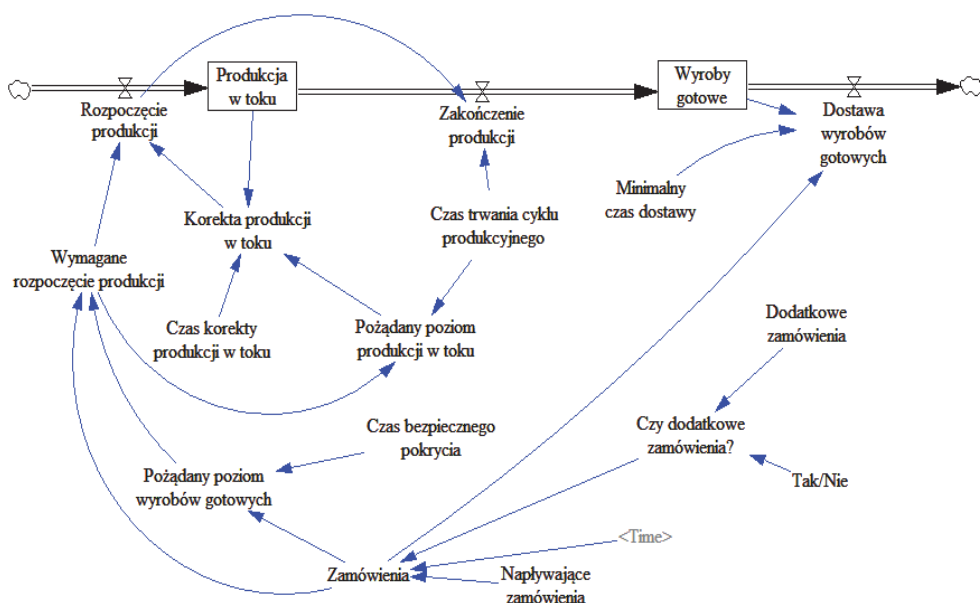 Produkcja
w toku
Wyroby
gotowe
Rozpoczęcie
produkcji
Zakończenie
produkcji
Dostawa
wyrobów
gotowych
Minimalny
czas dostawy
Korekta produkcji
w toku
Czas trwania cyklu
produkcyjnego
Wymagane
rozpoczęcie produkcji
Czas korekty
produkcji w toku
Pożądany poziom
produkcji w toku
Dodatkowe
zamówienia
Czas bezpiecznego
pokrycia
Czy dodatkowe
zamówienia?
Pożądany poziom
wyrobów gotowych
Tak/Nie
<Time>
Zamówienia
Napływające
zamówienia